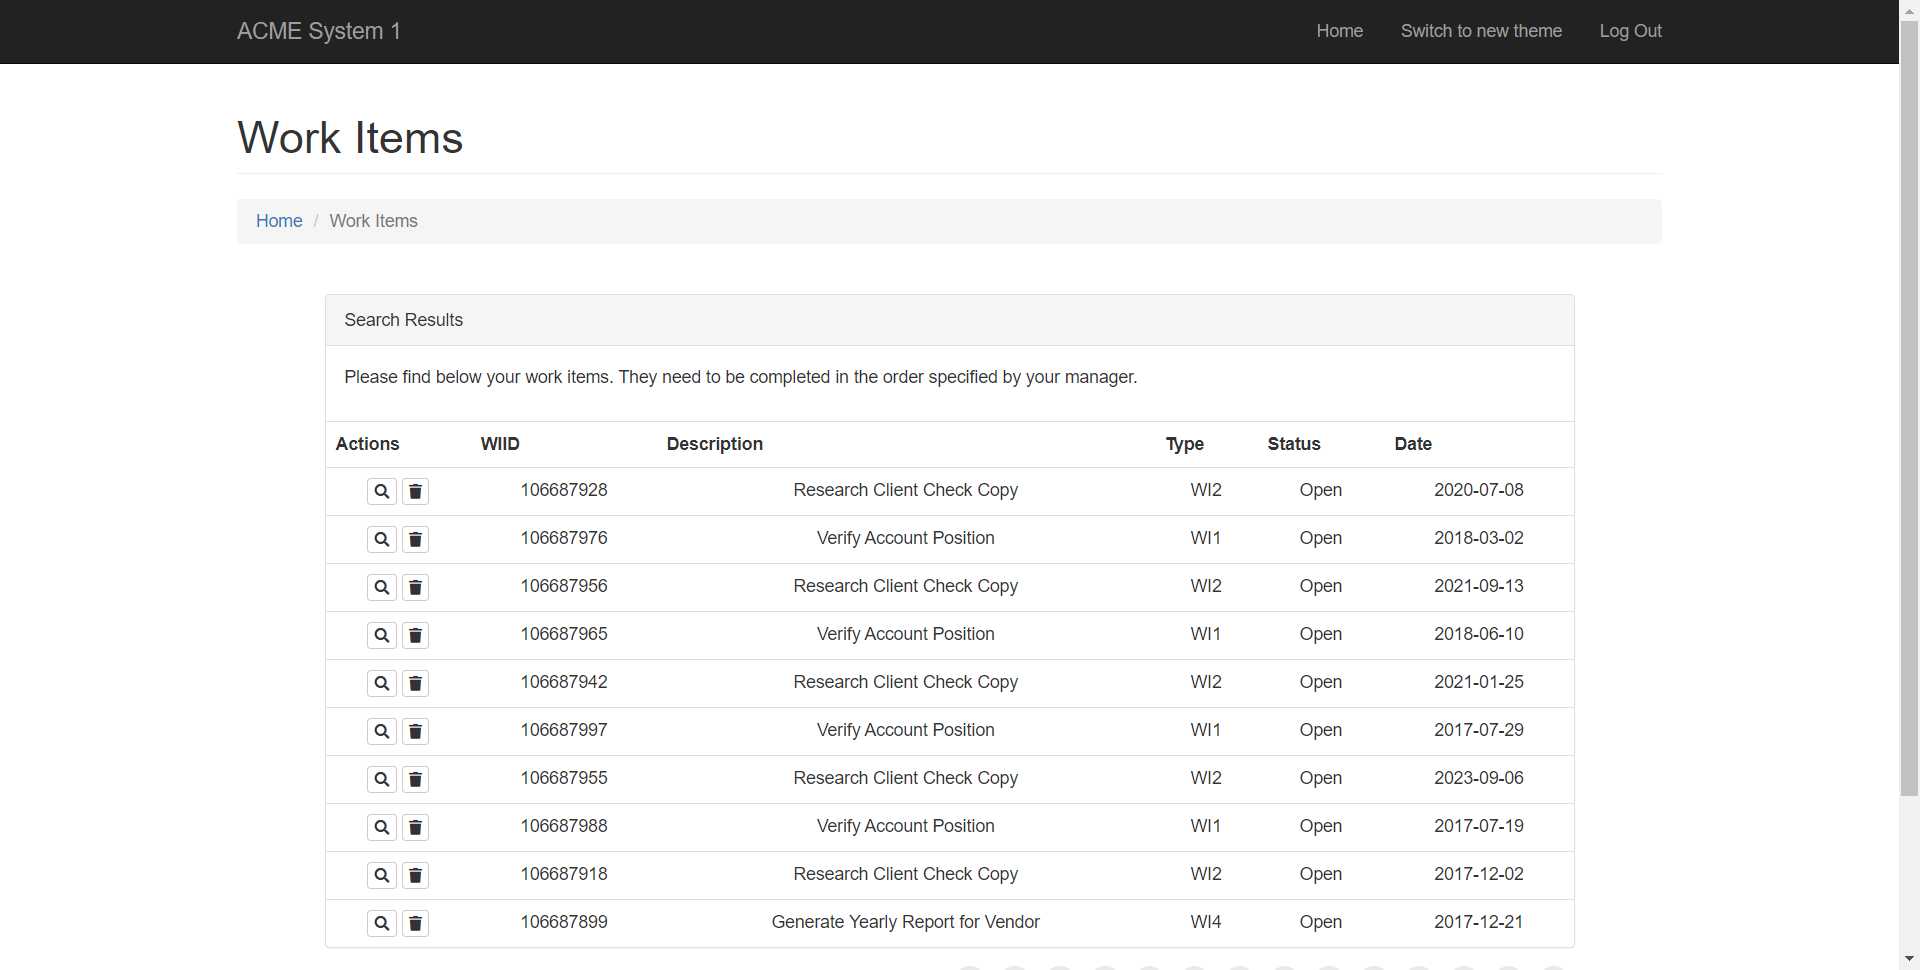 ACME System 1 Home Switch to new theme Log Out
Work Items
Home / Work Items
Search Results
Please find below your work items. They need to be completed in the order specified by your manager.
Actions WIID Description Type Status Date
106687928 Research Client Check Copy WI2 Open 2020-07-08
106687976 Verify Account Position WI1 Open 2018-03-02
106687956 Research Client Check Copy WI2 Open 2021-09-13
106687965 Verify Account Position WI1 Open 2018-06-10
106687942 Research Client Check Copy WI2 Open 2021-01-25
106687997 Verify Account Position WI1 Open 2017-07-29
106687955 Research Client Check Copy WI2 Open 2023-09-06
106687988 Verify Account Position WI1 Open 2017-07-19
106687918 Research Client Check Copy WI2 Open 2017-12-02
106687899 Generate Yearly Report for Vendor WI4 Open 2017-12-21